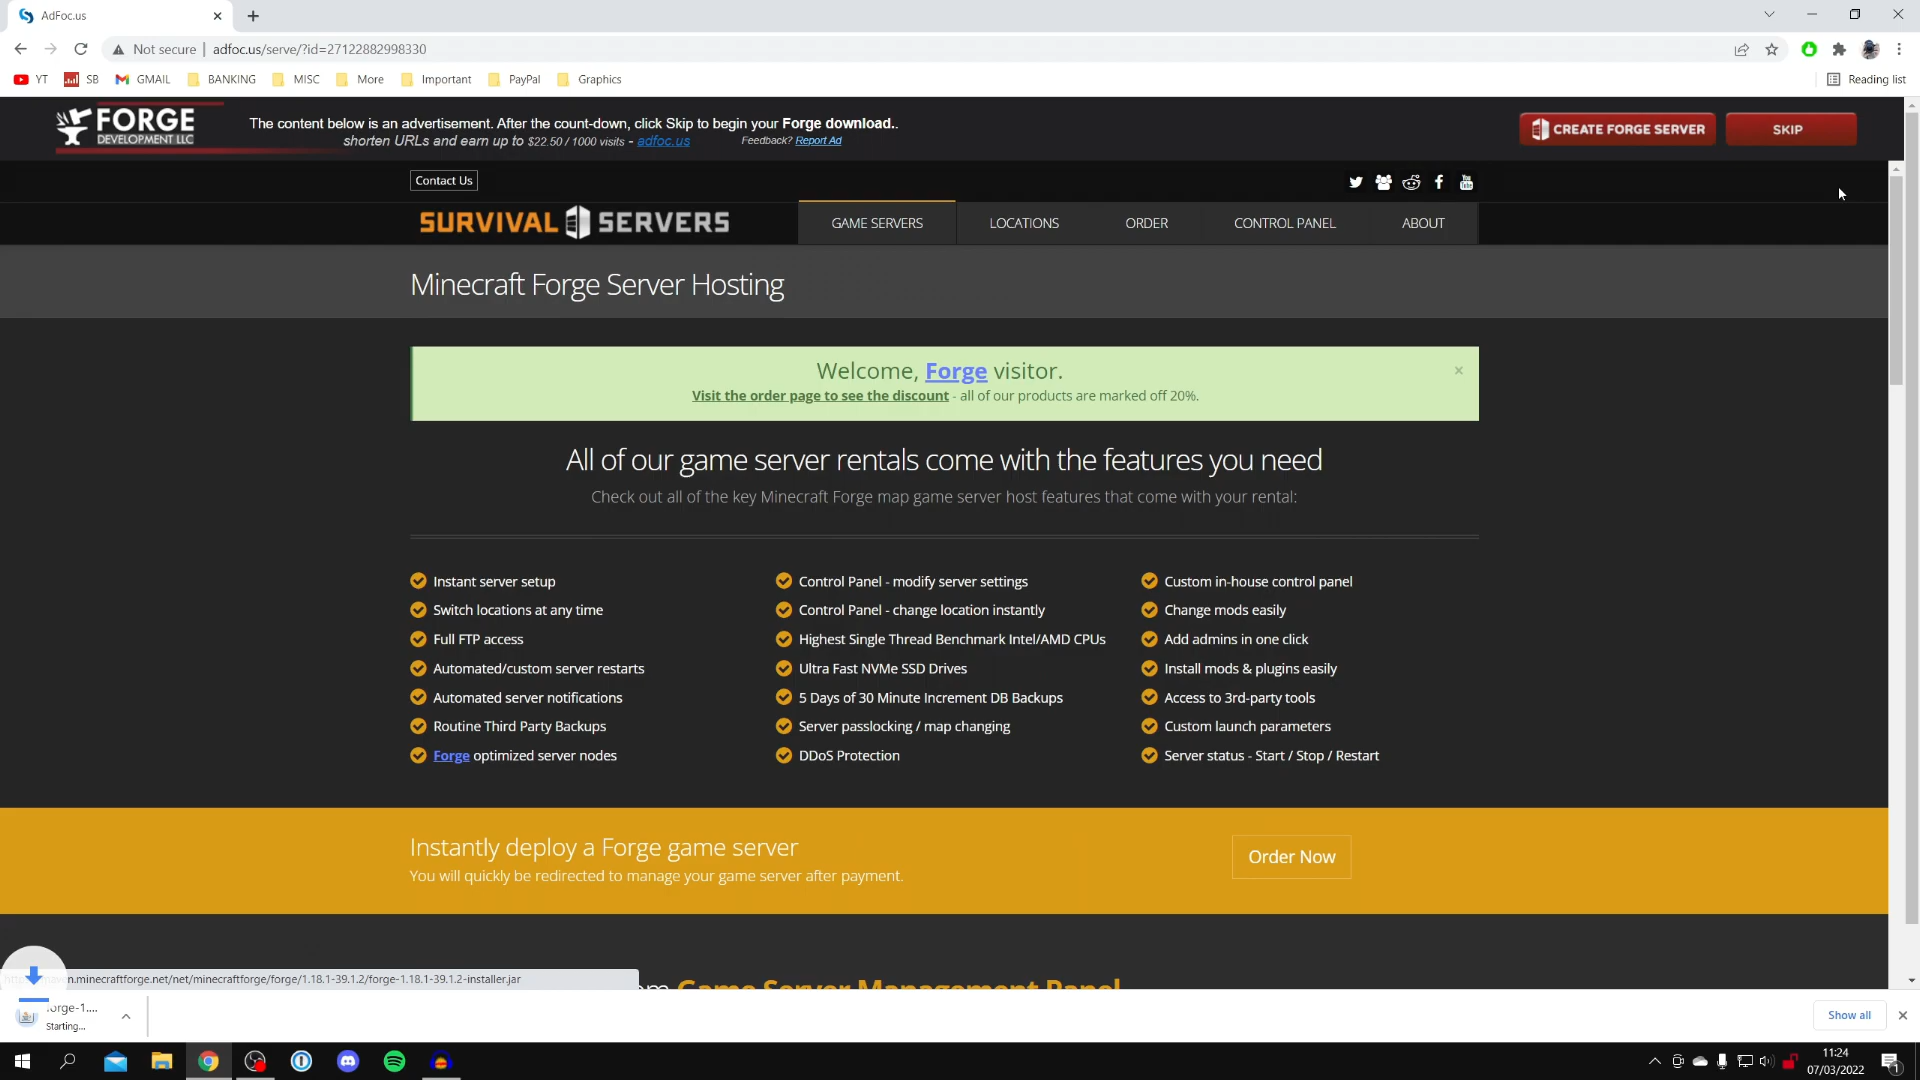 AdFoc.us
Not secure
adfoc.us/serve/?id=27122882998330
YT
SB
GMAIL
BANKING
MISC
More
Important
PayPal
Graphics
Reading list
FORGE
DEVELOPMENT LLC
The content below is an advertisement. After the count-down, click Skip to begin your Forge download..
shorten URLs and earn up to $22.50 / 1000 visits - adfoc.us
Feedback? Report Ad
CREATE FORGE SERVER
SKIP
Contact Us
You
SURVIVAL SERVERS
GAME SERVERS
LOCATIONS
ORDER
CONTROL PANEL
ABOUT
Minecraft Forge Server Hosting
Welcome, Forge visitor.
×
Visit the order page to see the discount - all of our products are marked off 20%.
All of our game server rentals come with the features you need
Check out all of the key Minecraft Forge map game server host features that come with your rental:
Instant server setup
Switch locations at any time
Full FTP access
Automated/custom server restarts
Automated server notifications
Routine Third Party Backups
Forge optimized server nodes
Control Panel - modify server settings
Control Panel - change location instantly
Highest Single Thread Benchmark Intel/AMD CPUs
Ultra Fast NVMe SSD Drives
5 Days of 30 Minute Increment DB Backups
Server passlocking / map changing
DDoS Protection
Custom in-house control panel
Change mods easily
Add admins in one click
Install mods & plugins easily
Access to 3rd-party tools
Custom launch parameters
Server status - Start / Stop / Restart
Instantly deploy a Forge game server
You will quickly be redirected to manage your game server after payment.
Order Now
Game Server Management Panel
n.minecraftforge.net/net/minecraftforge/forge/1.18.1-39.1.2/forge-1.18.1-39.1.2-installer.jar
orge-1....
Starting...
Show all
11:24
07/03/2022
1